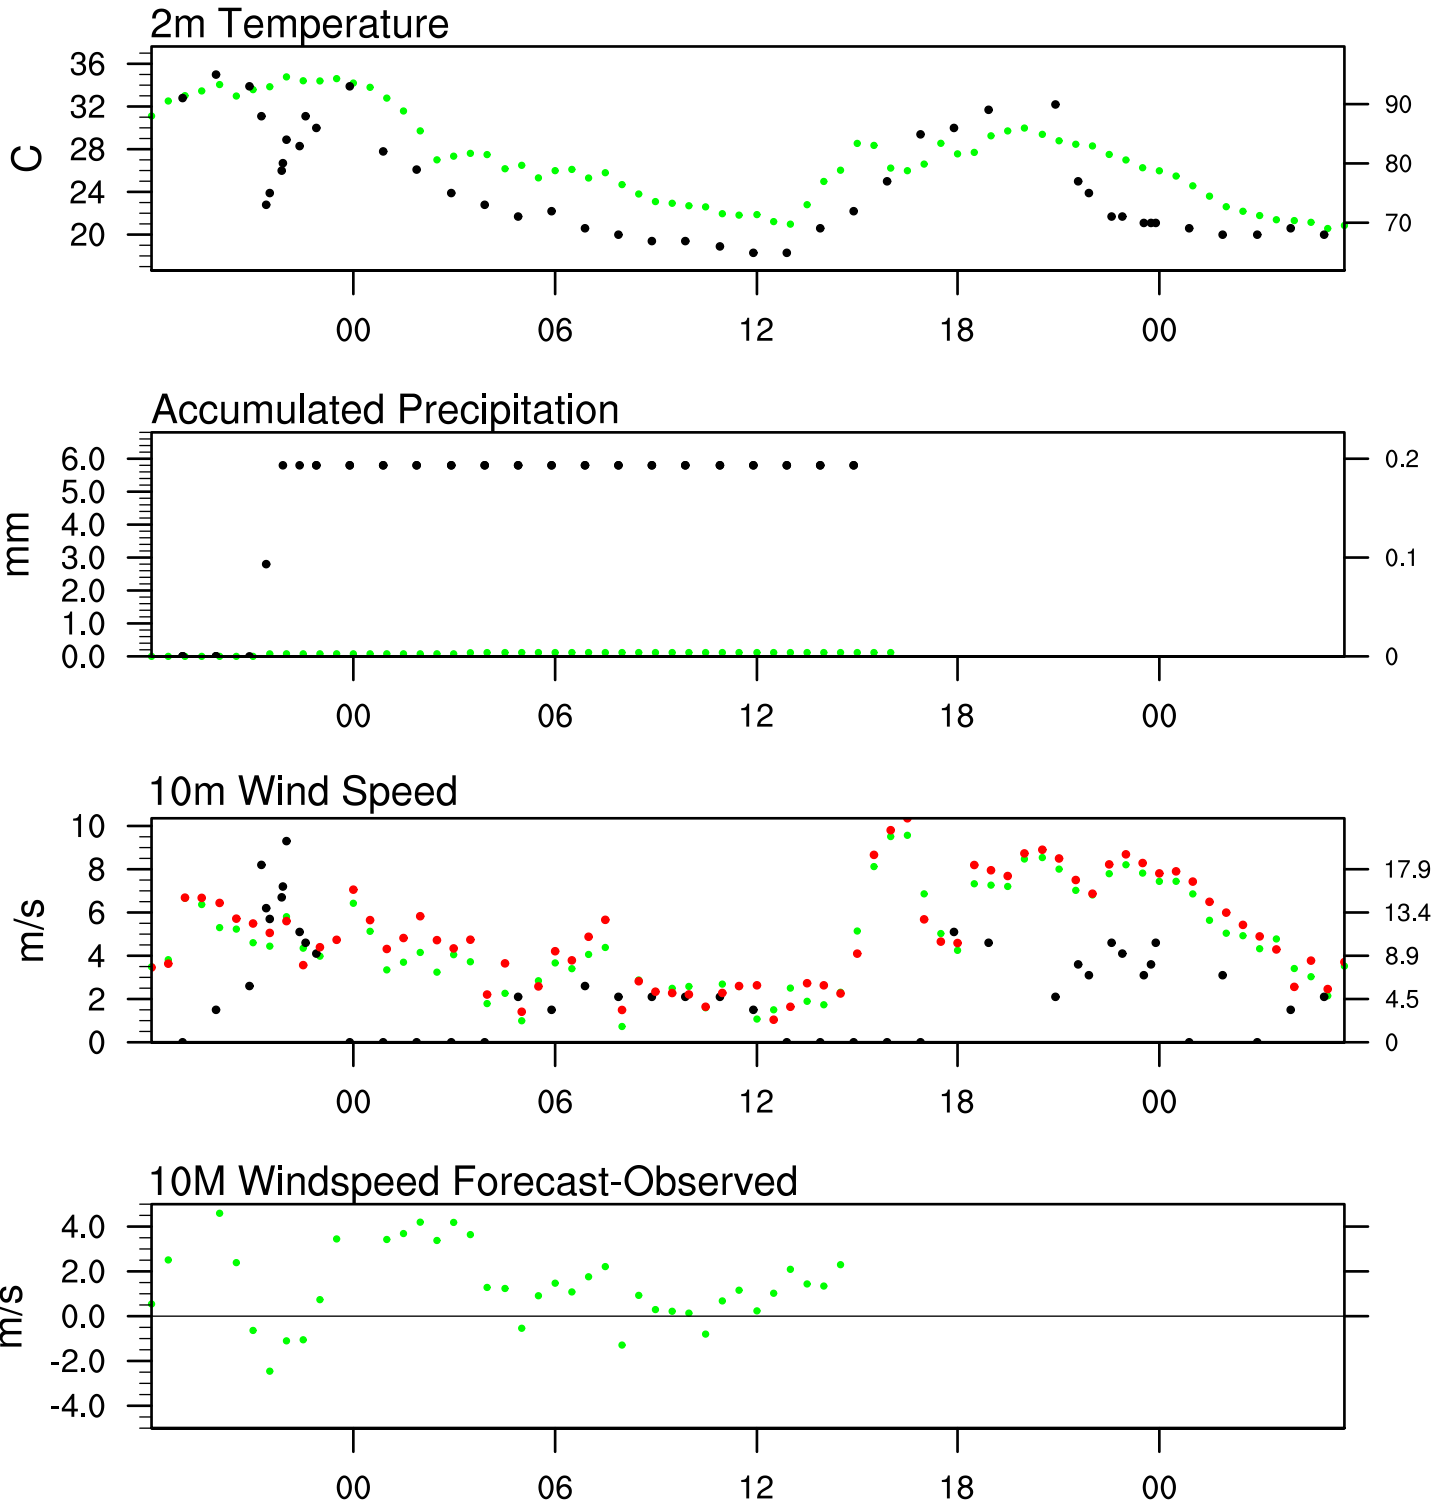 2m Temperature
36
32
28
24
20
C
90
80
70
00 06 12 18 00
Accumulated Precipitation
6.0
5.0
4.0
3.0
2.0
1.0
0.0
mm
0.2
0.1
0
00 06 12 18 00
10m Wind Speed
10
8
6
4
2
0
m/s
17.9
13.4
8.9
4.5
0
00 06 12 18 00
10M Windspeed Forecast-Observed
4.0
2.0
0.0
-2.0
-4.0
m/s
00 06 12 18 00